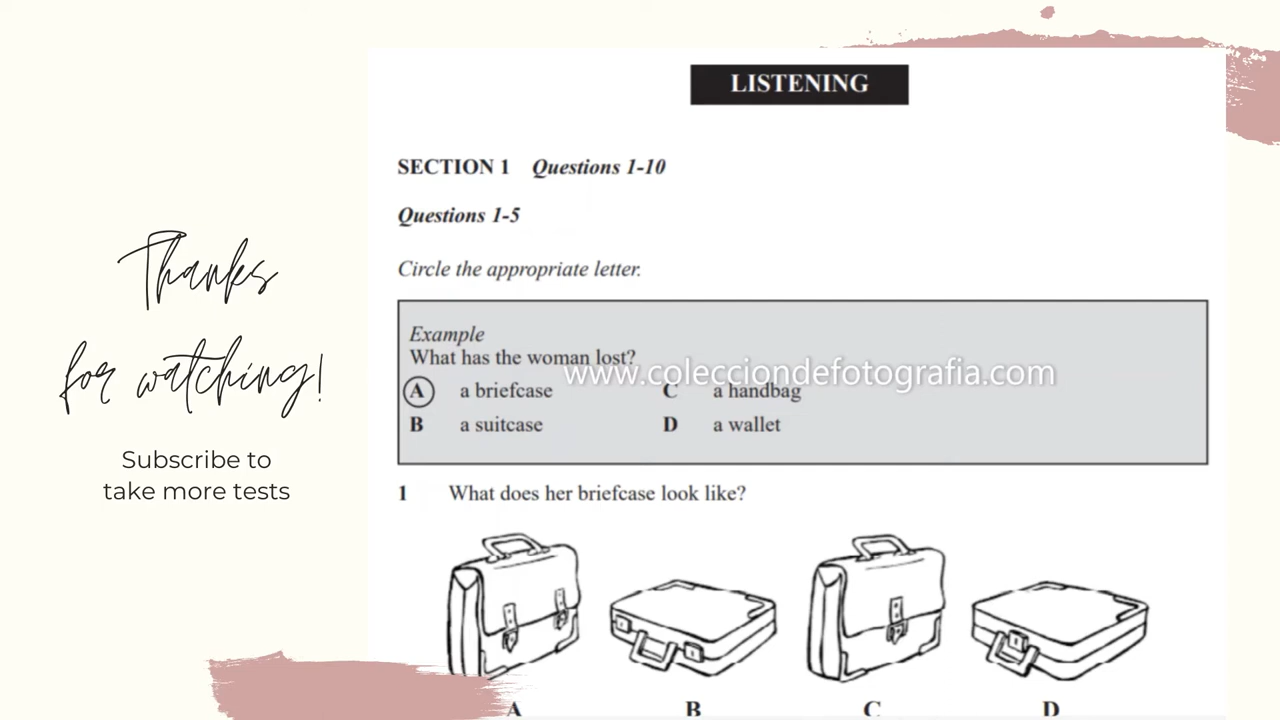 Thanks
for watching!
Subscribe to
take more tests
LISTENING
SECTION 1 Questions 1-10
Questions 1-5
Circle the appropriate letter.
Example
What has the woman lost?
www.colecciondefotografia.com
A a briefcase C a handbag
B a suitcase D a wallet
1 What does her briefcase look like?
A B C D